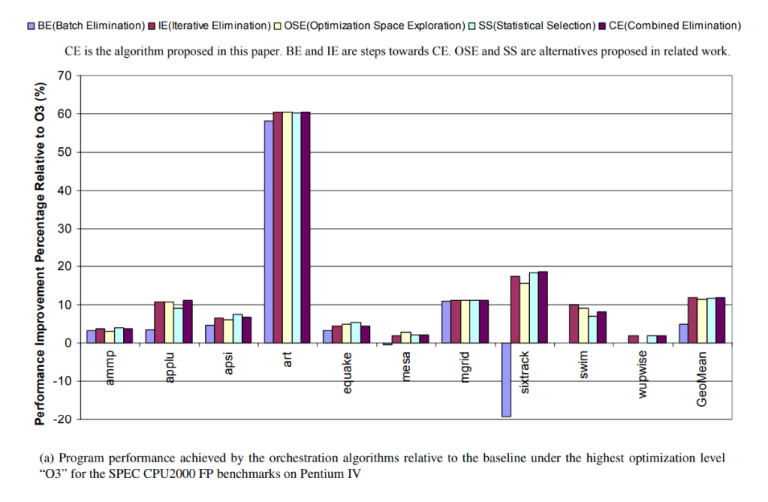 BE(Batch Elimination) IE(Iterative Elimination) OSE(Optimization Space Exploration) SS(Statistical Selection) CE(Combined Elimination)
CE is the algorithm proposed in this paper. BE and IE are steps towards CE. OSE and SS are alternatives proposed in related work.
Performance Improvement Percentage Relative to O3 (%)
70
60
50
40
30
20
10
0
-10
-20
ammp
applu
apsi
art
equake
mesa
mgrid
sixtrack
swim
wupwise
GeoMean
(a) Program performance achieved by the orchestration algorithms relative to the baseline under the highest optimization level
“O3” for the SPEC CPU2000 FP benchmarks on Pentium IV